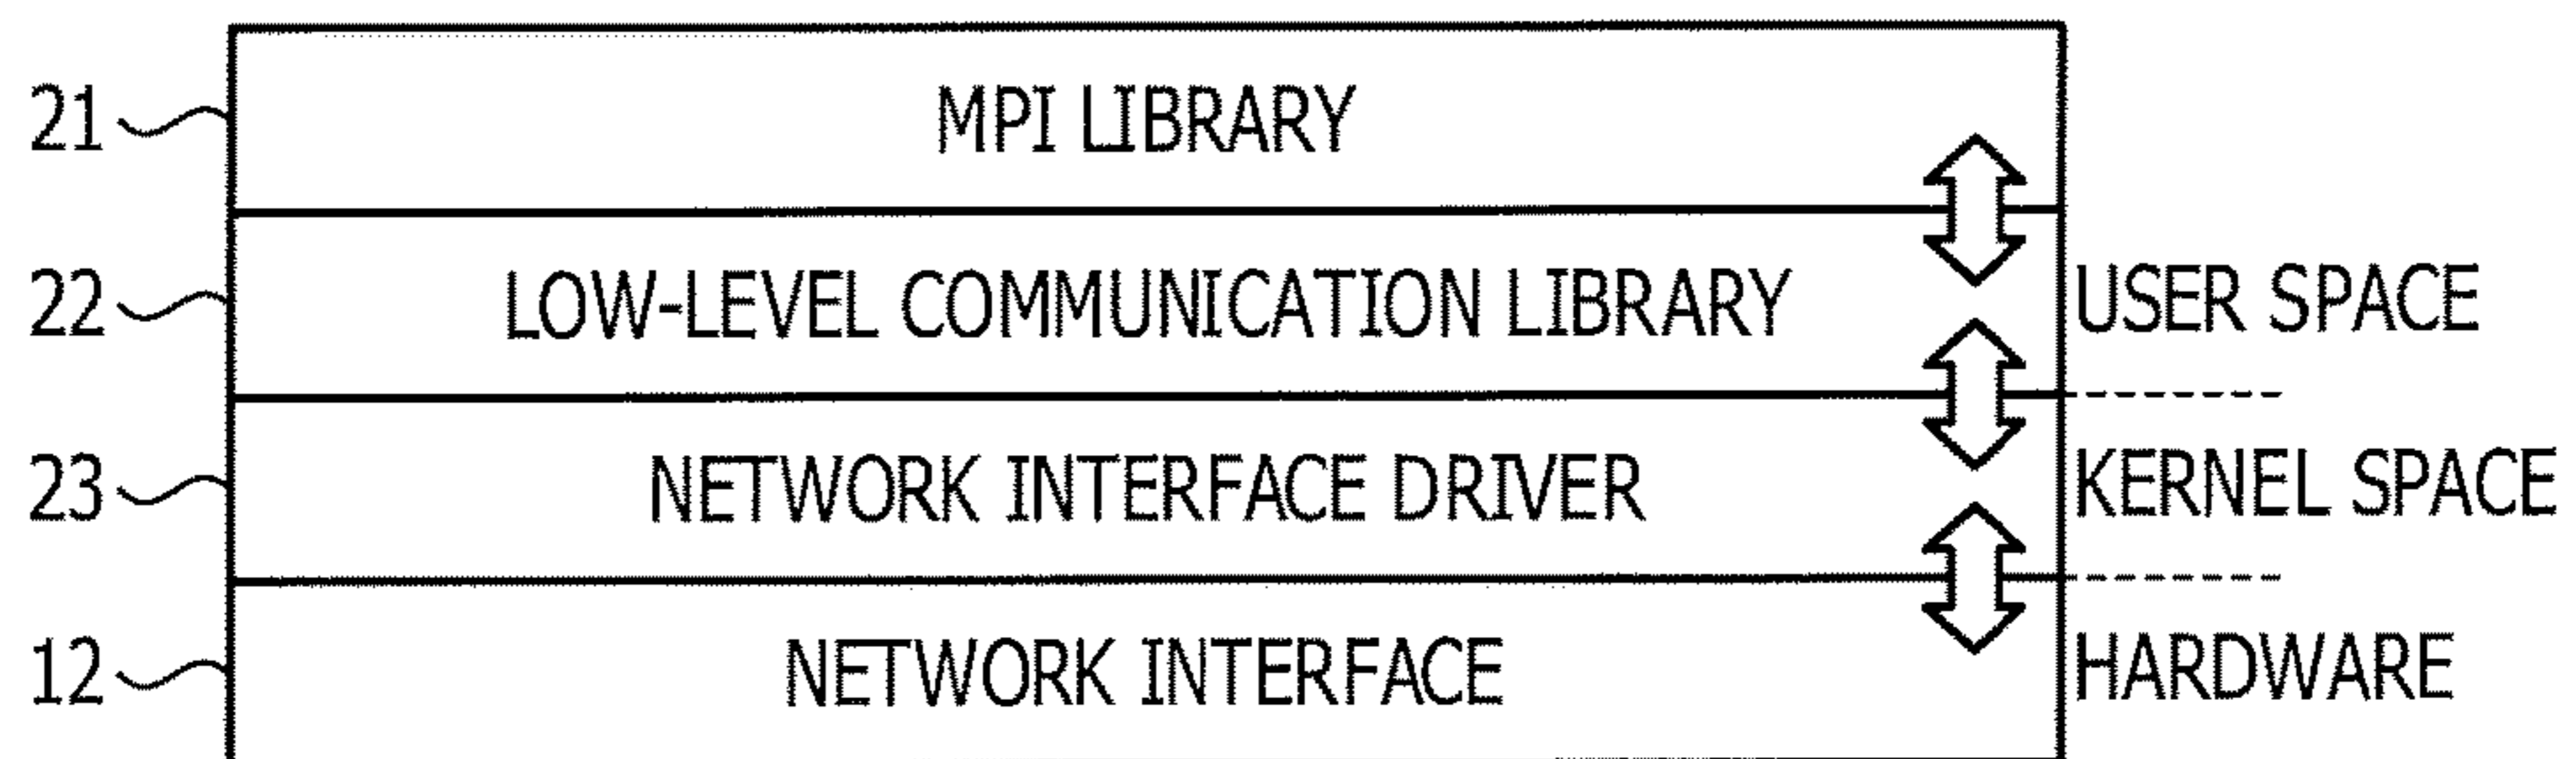 21 MPI LIBRARY
22 LOW-LEVEL COMMUNICATION LIBRARY USER SPACE
23 NETWORK INTERFACE DRIVER KERNEL SPACE
12 NETWORK INTERFACE HARDWARE